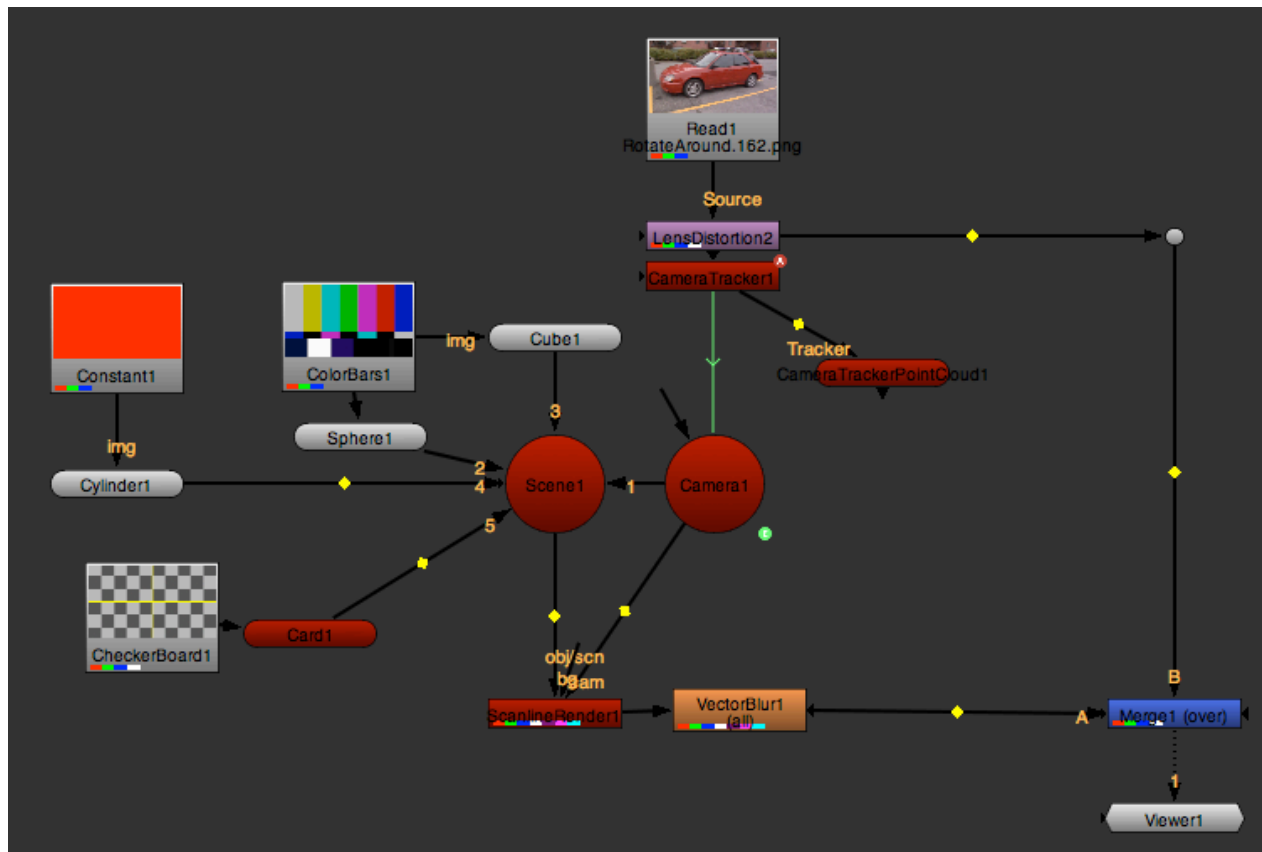 Read1
RotateAround.162.png
Source
LensDistortion2
CameraTracker1
Tracker
CameraTrackerPointCloud1
Constant1
ColorBars1
img
Cube1
img
Sphere1
3
2
Cylinder1
4
Scene1
1
Camera1
5
CheckerBoard1
Card1
obj/scn
bg
cam
ScanlineRender1
VectorBlur1
(all)
A
B
Merge1 (over)
1
Viewer1